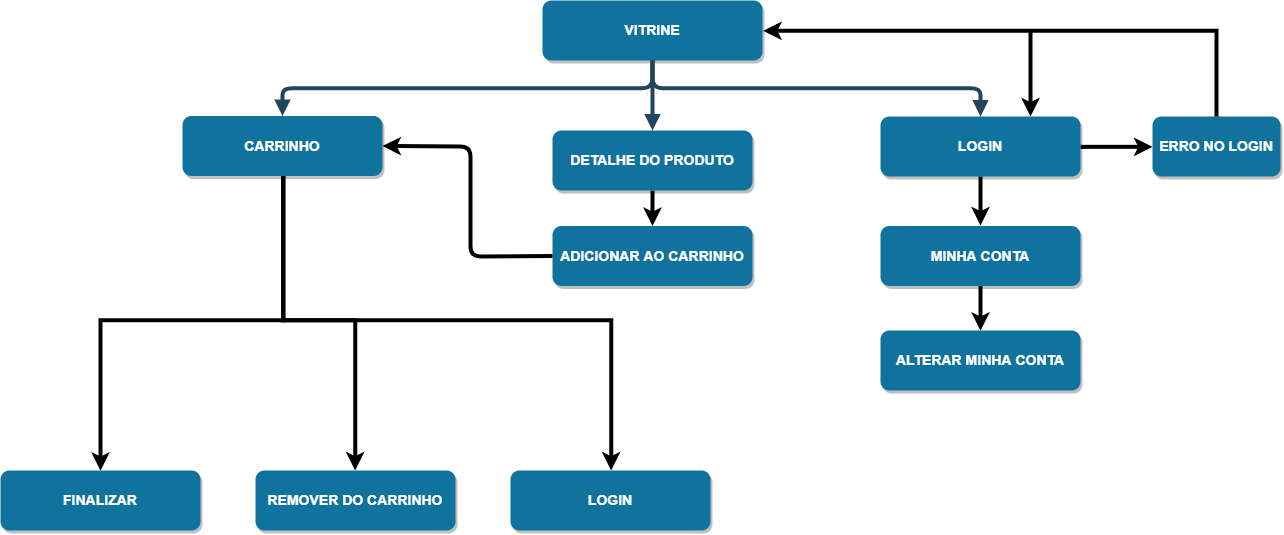 VITRINE
CARRINHO
DETALHE DO PRODUTO
LOGIN
ERRO NO LOGIN
ADICIONAR AO CARRINHO
MINHA CONTA
ALTERAR MINHA CONTA
FINALIZAR
REMOVER DO CARRINHO
LOGIN